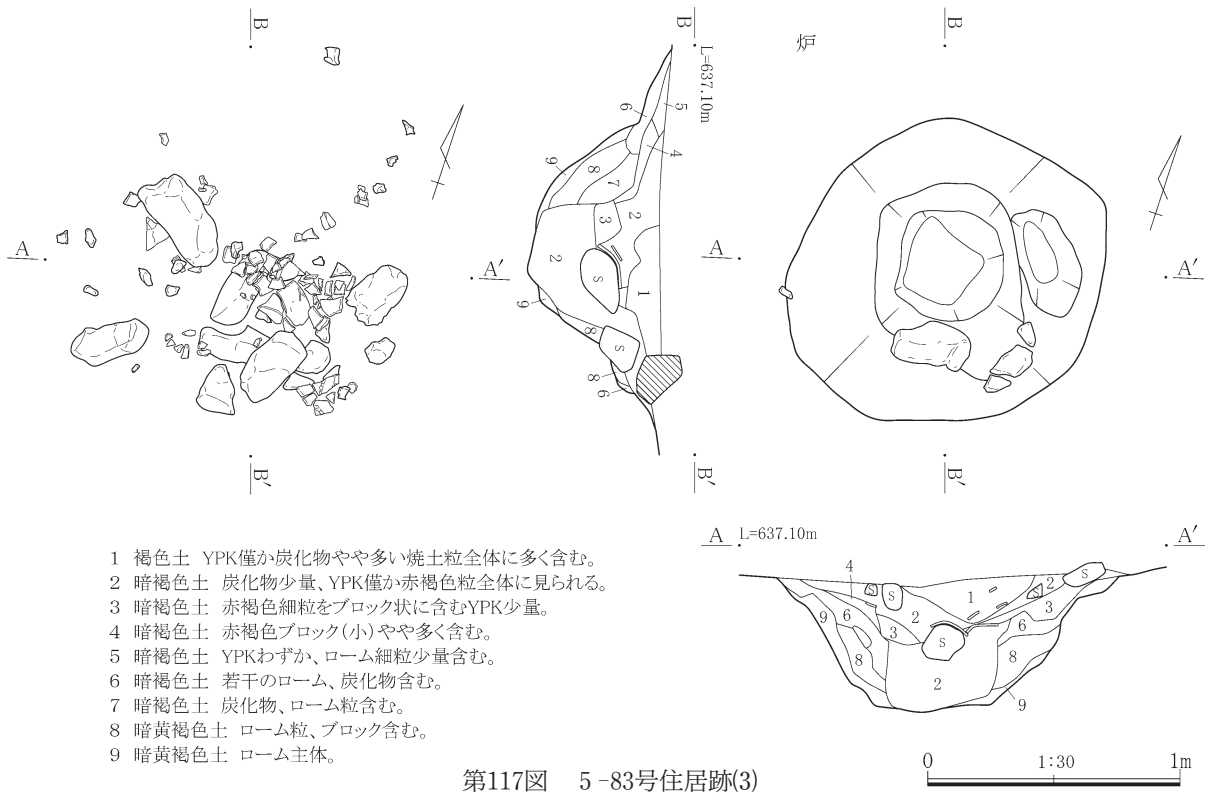 炉
B
A
A′
B′
B
L=637.10m
5
6
4
9
8
7
3
2
2
S
1
9
8
S
8
6
B′
B
A
A′
B′
A L=637.10m A′
4
S
S
1
2
S
3
9
6
2
3
S
6
8
8
2
9
1 褐色土 YPK僅か炭化物やや多い焼土粒全体に多く含む。
2 暗褐色土 炭化物少量、YPK僅か赤褐色粒全体に見られる。
3 暗褐色土 赤褐色細粒をブロック状に含むYPK少量。
4 暗褐色土 赤褐色ブロック(小)やや多く含む。
5 暗褐色土 YPKわずか、ローム細粒少量含む。
6 暗褐色土 若干のローム、炭化物含む。
7 暗褐色土 炭化物、ローム粒含む。
8 暗黄褐色土 ローム粒、ブロック含む。
9 暗黄褐色土 ローム主体。
0 1:30 1m
第117図 5-83号住居跡(3)